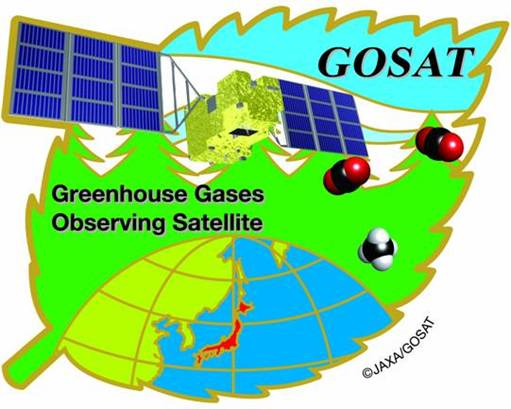 GOSAT
Greenhouse Gases
Observing Satellite
©JAXA/GOSAT